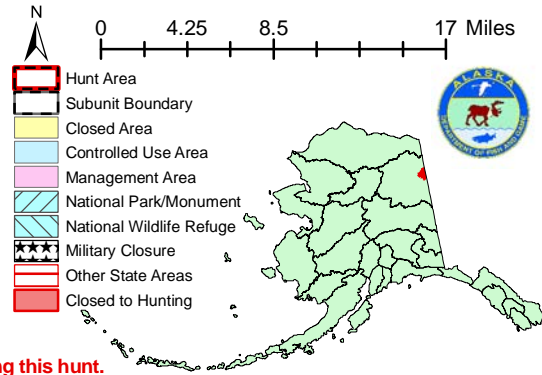 N
0 4.25 8.5 17 Miles
Hunt Area
Subunit Boundary
Closed Area
Controlled Use Area
Management Area
National Park/Monument
National Wildlife Refuge
Military Closure
Other State Areas
Closed to Hunting
ALASKA
DEPARTMENT OF FISH AND GAME
this hunt.